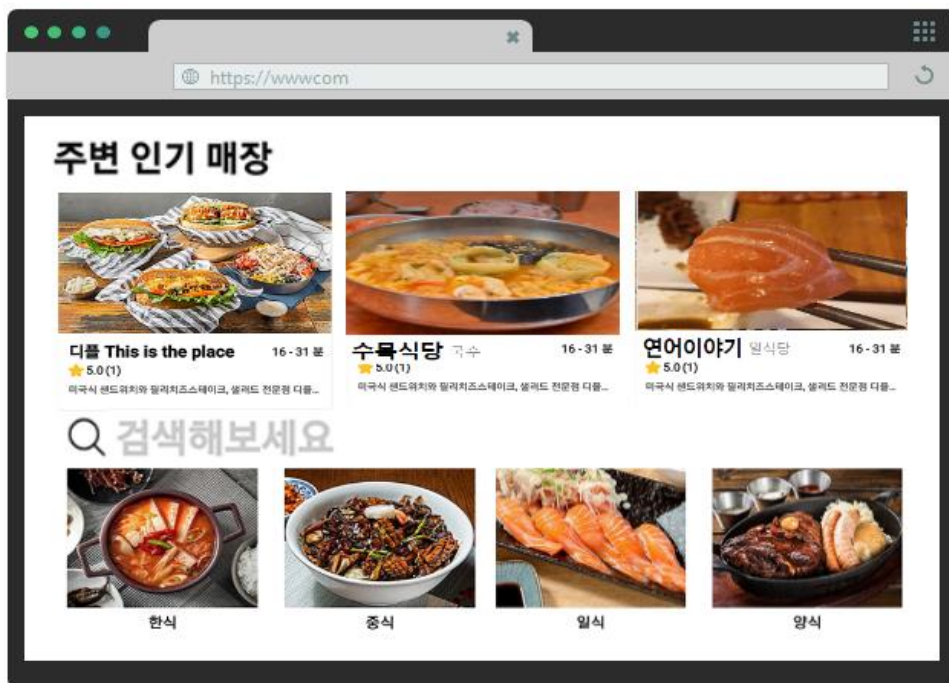 https://wwwcom
주변 인기 매장
디플 This is the place 16 - 31 분
5.0 (1)
미국식 샌드위치와 필리치즈스테이크, 샐러드 전문점 디플...
수목식당 국수 16 - 31 분
5.0 (1)
미국식 샌드위치와 필리치즈스테이크, 샐러드 전문점 디플...
연어이야기 일식당 16 - 31 분
5.0 (1)
미국식 샌드위치와 필리치즈스테이크, 샐러드 전문점 디플...
검색해보세요
한식
중식
일식
양식